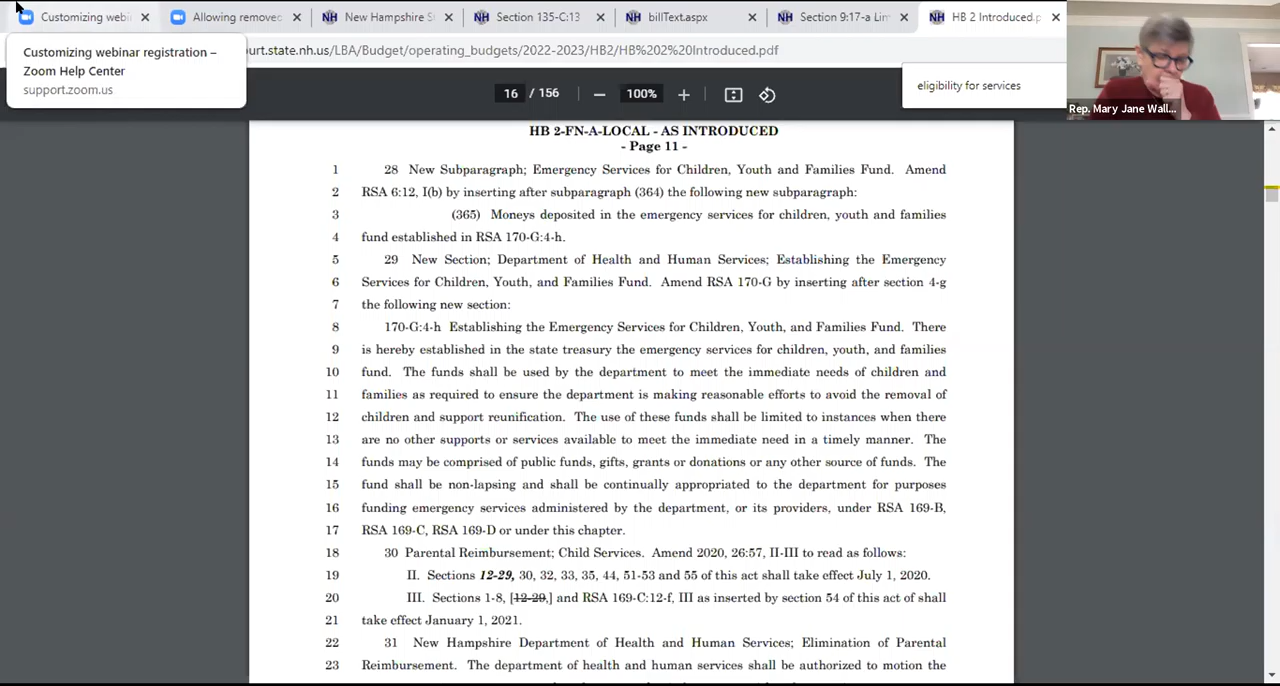 Customizing webi
Allowing removed
New Hampshire S
Section 135-C:13
billText.aspx
Section 9:17-a Lim
HB 2 Introduced.p
Customizing webinar registration –
Zoom Help Center
support.zoom.us
ourt.state.nh.us/LBA/Budget/operating_budgets/2022-2023/HB2/HB%202%20Introduced.pdf
eligibility for services
16 / 156
100%
Rep. Mary Jane Wall...
HB 2-FN-A-LOCAL - AS INTRODUCED
- Page 11 -
1 28 New Subparagraph; Emergency Services for Children, Youth and Families Fund. Amend
2 RSA 6:12, I(b) by inserting after subparagraph (364) the following new subparagraph:
3 (365) Moneys deposited in the emergency services for children, youth and families
4 fund established in RSA 170-G:4-h.
5 29 New Section; Department of Health and Human Services; Establishing the Emergency
6 Services for Children, Youth, and Families Fund. Amend RSA 170-G by inserting after section 4-g
7 the following new section:
8 170-G:4-h Establishing the Emergency Services for Children, Youth, and Families Fund. There
9 is hereby established in the state treasury the emergency services for children, youth, and families
10 fund. The funds shall be used by the department to meet the immediate needs of children and
11 families as required to ensure the department is making reasonable efforts to avoid the removal of
12 children and support reunification. The use of these funds shall be limited to instances when there
13 are no other supports or services available to meet the immediate need in a timely manner. The
14 funds may be comprised of public funds, gifts, grants or donations or any other source of funds. The
15 fund shall be non-lapsing and shall be continually appropriated to the department for purposes
16 funding emergency services administered by the department, or its providers, under RSA 169-B,
17 RSA 169-C, RSA 169-D or under this chapter.
18 30 Parental Reimbursement; Child Services. Amend 2020, 26:57, II-III to read as follows:
19 II. Sections 12-29, 30, 32, 33, 35, 44, 51-53 and 55 of this act shall take effect July 1, 2020.
20 III. Sections 1-8, [12-29,] and RSA 169-C:12-f, III as inserted by section 54 of this act of shall
21 take effect January 1, 2021.
22 31 New Hampshire Department of Health and Human Services; Elimination of Parental
23 Reimbursement. The department of health and human services shall be authorized to motion the